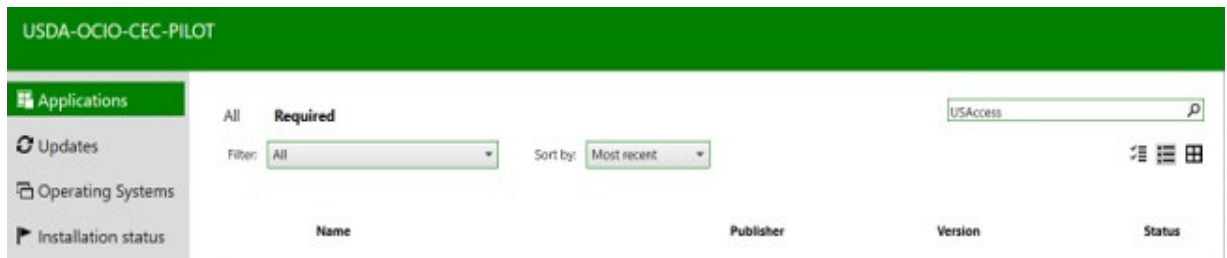 USDA-OCIO-CEC-PILOT
Applications
Updates
Operating Systems
Installation status
All Required
USAccess
Filter: All Sort by: Most recent
Name Publisher Version Status